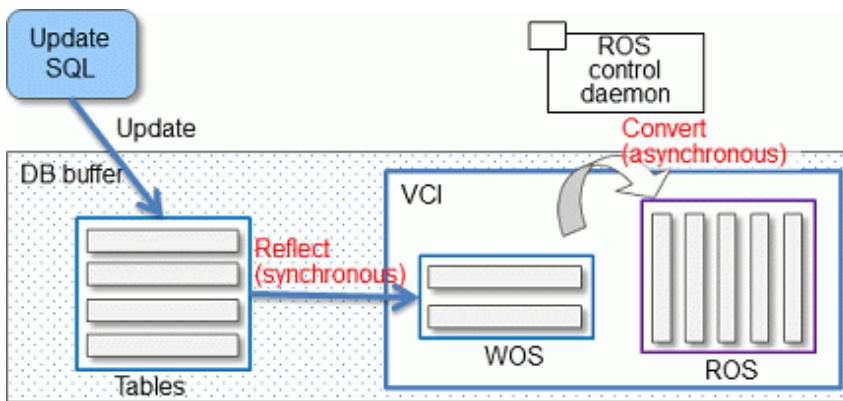 Update
SQL
ROS
control
daemon
Update
Convert
(asynchronous)
DB buffer
VCI
Reflect
(synchronous)
WOS
ROS
Tables